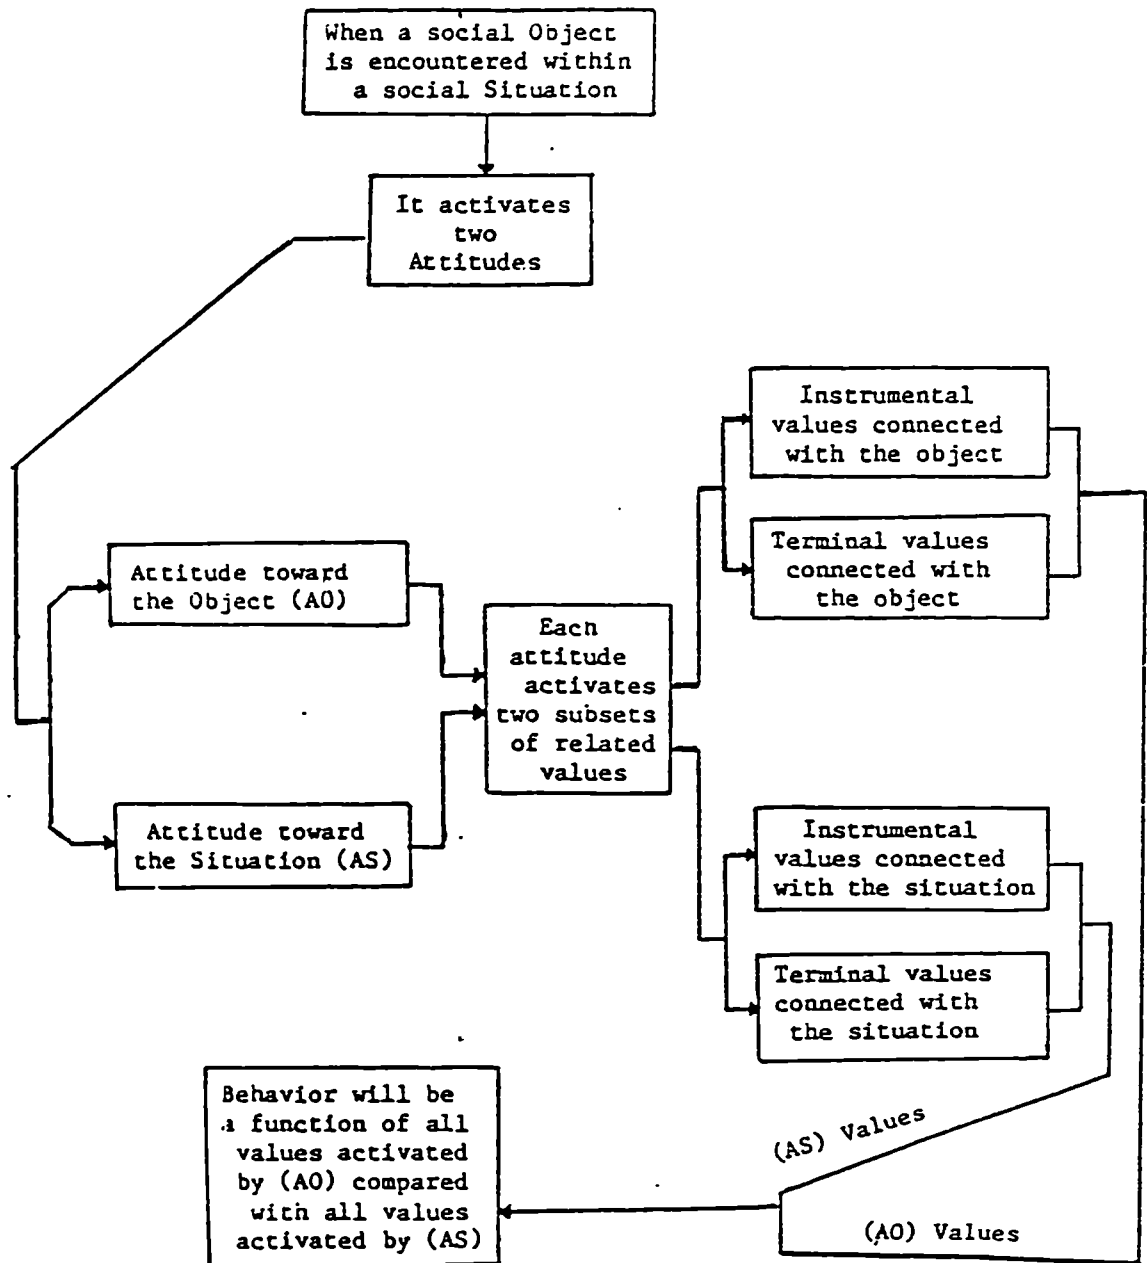 When a social Object
is encountered within
a social Situation
It activates
two
Attitudes
Instrumental
values connected
with the object
Terminal values
connected with
the object
Attitude toward
the Object (AO)
Each
attitude
activates
two subsets
of related
values
Attitude toward
the Situation (AS)
Instrumental
values connected
with the situation
Terminal values
connected with
the situation
Behavior will be
a function of all
values activated
by (AO) compared
with all values
activated by (AS)
(AS) Values
(AO) Values